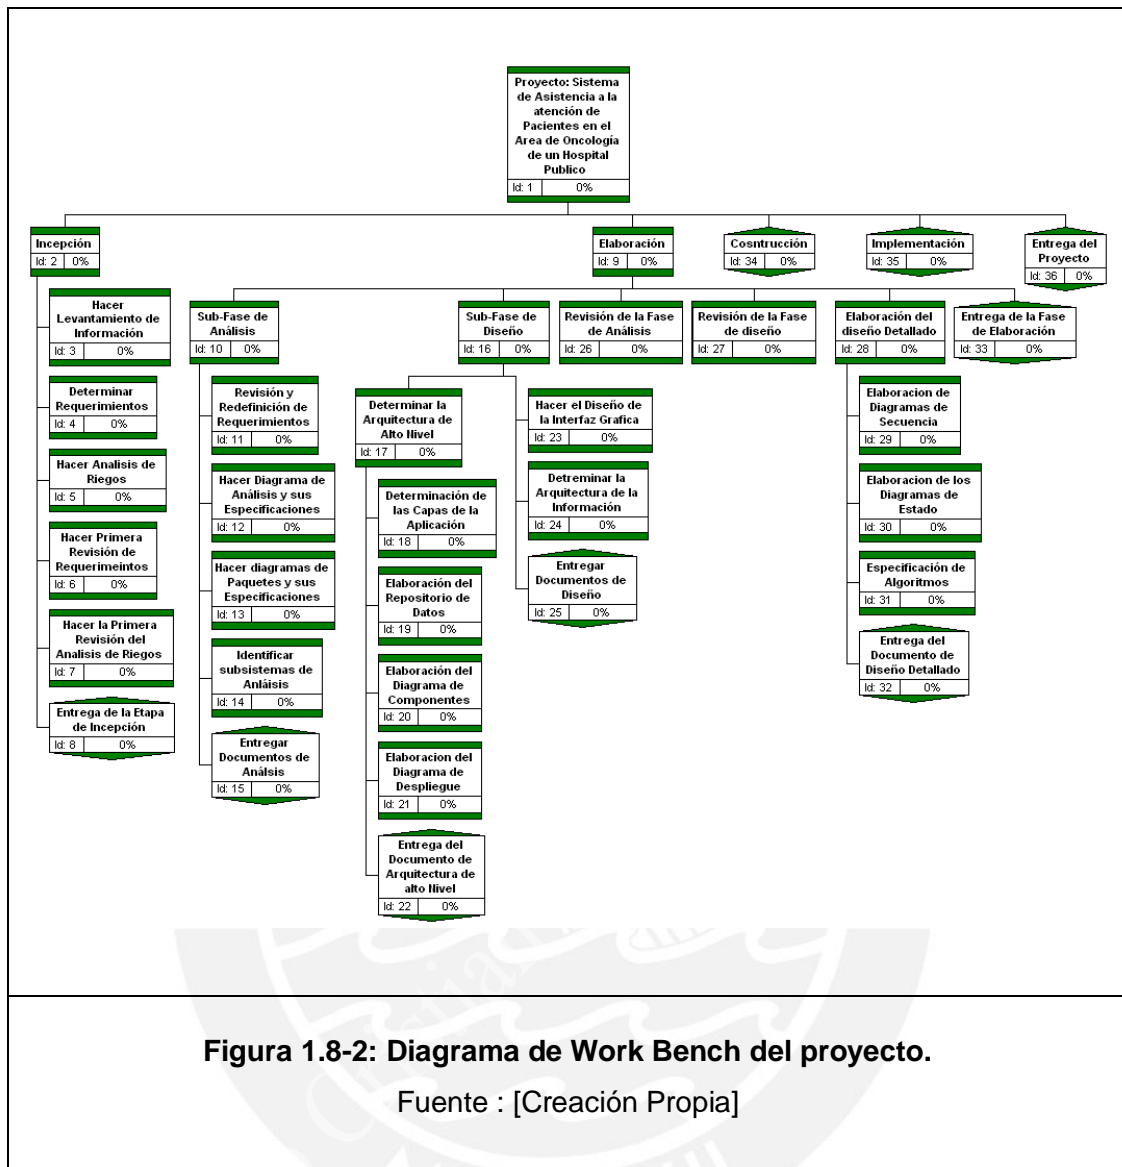 Proyecto: Sistema
de Asistencia a la
atención de
Pacientes en el
Area de Oncología
de un Hospital
Publico
Id: 1 0%
Incepción
Id: 2 0%
Elaboración
Id: 9 0%
Cosntrucción
Id: 34 0%
Implementación
Id: 35 0%
Entrega del
Proyecto
Id: 36 0%
Hacer
Levantamiento de
Información
Id: 3 0%
Determinar
Requerimientos
Id: 4 0%
Hacer Analisis de
Riegos
Id: 5 0%
Hacer Primera
Revisión de
Requerimeintos
Id: 6 0%
Hacer la Primera
Revisión del
Analisis de Riegos
Id: 7 0%
Entrega de la Etapa
de Incepción
Id: 8 0%
Sub-Fase de
Análisis
Id: 10 0%
Revisión y
Redefinición de
Requerimientos
Id: 11 0%
Hacer Diagrama de
Análisis y sus
Especificaciones
Id: 12 0%
Hacer diagramas de
Paquetes y sus
Especificaciones
Id: 13 0%
Identificar
subsistemas de
Anláisis
Id: 14 0%
Entregar
Documentos de
Análsis
Id: 15 0%
Sub-Fase de
Diseño
Id: 16 0%
Determinar la
Arquitectura de
Alto Nivel
Id: 17 0%
Determinación de
las Capas de la
Aplicación
Id: 18 0%
Elaboración del
Repositorio de
Datos
Id: 19 0%
Elaboración del
Diagrama de
Componentes
Id: 20 0%
Elaboracion del
Diagrama de
Despliegue
Id: 21 0%
Entrega del
Documento de
Arquitectura de
alto Nivel
Id: 22 0%
Hacer el Diseño de
la Interfaz Grafica
Id: 23 0%
Detreminar la
Arquitectura de la
Información
Id: 24 0%
Entregar
Documentos de
Diseño
Id: 25 0%
Revisión de la Fase
de Análisis
Id: 26 0%
Revisión de la Fase
de diseño
Id: 27 0%
Elaboración del
diseño Detallado
Id: 28 0%
Elaboracion de
Diagramas de
Secuencia
Id: 29 0%
Elaboracion de los
Diagramas de
Estado
Id: 30 0%
Especificación de
Algoritmos
Id: 31 0%
Entrega del
Documento de
Diseño Detallado
Id: 32 0%
Entrega de la Fase
de Elaboración
Id: 33 0%
Figura 1.8-2: Diagrama de Work Bench del proyecto.
Fuente : [Creación Propia]